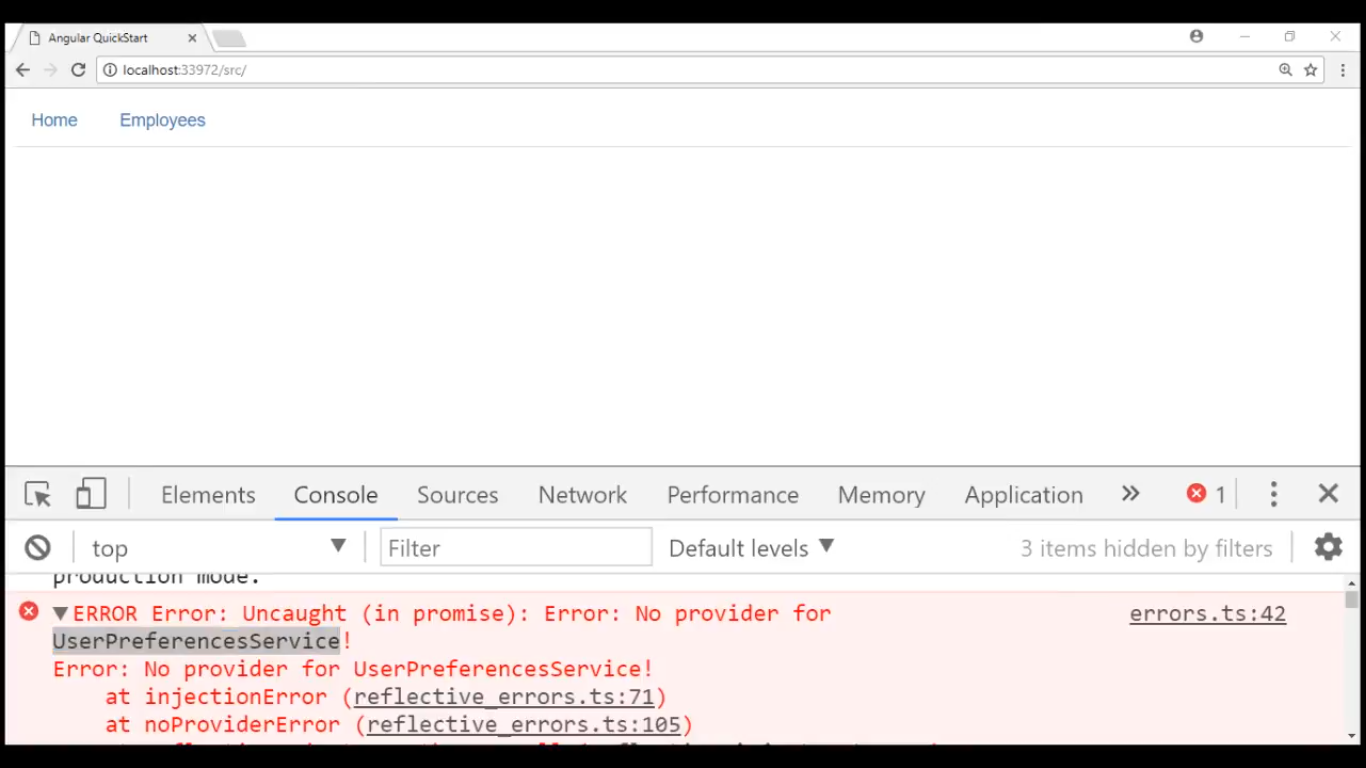 Angular QuickStart
localhost:33972/src/
Home Employees
Elements Console Sources Network Performance Memory Application 1
top Filter Default levels 3 items hidden by filters
production mode.
ERROR Error: Uncaught (in promise): Error: No provider for errors.ts:42
UserPreferencesService!
Error: No provider for UserPreferencesService!
at injectionError (reflective_errors.ts:71)
at noProviderError (reflective_errors.ts:105)